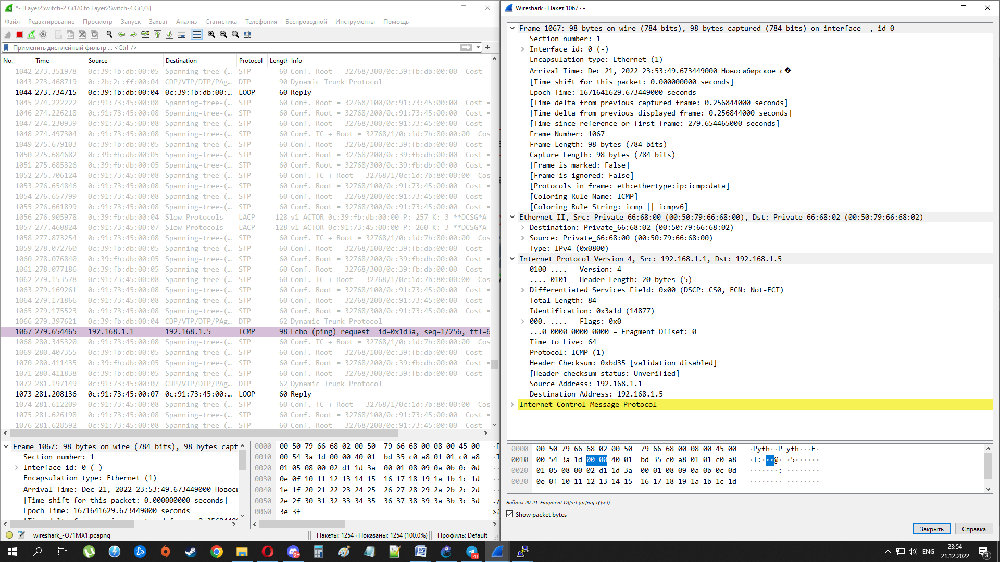 *- [Layer2Switch-2 Gi1/0 to Layer2Switch-4 Gi1/3]
Файл Редактирование Просмотр Запуск Захват Анализ Статистика Телефония Беспроводной Инструменты Помощь
Применить дисплейный фильтр ... <Ctrl-/>
No. Time Source Destination Protocol Length Info
1042 273.351978 0c:39:fb:db:00:05 Spanning-tree-(… STP 60 Conf. Root = 32768/300/0c:39:fb:db:00:00 Cost =
1043 273.468719 0c:2b:2c:ff:00:04 CDP/VTP/DTP/PAg… DTP 90 Dynamic Trunk Protocol
1044 273.734715 0c:39:fb:db:00:04 0c:39:fb:db:00:… LOOP 60 Reply
1045 274.222222 0c:91:73:45:00:08 Spanning-tree-(… STP 60 Conf. Root = 32768/100/0c:91:73:45:00:00 Cost =
1046 274.226218 0c:91:73:45:00:08 Spanning-tree-(… STP 60 Conf. Root = 32768/200/0c:91:73:45:00:00 Cost =
1047 274.230939 0c:91:73:45:00:08 Spanning-tree-(… STP 60 Conf. Root = 32768/300/0c:91:73:45:00:00 Cost =
1048 274.497304 0c:91:73:45:00:08 Spanning-tree-(… STP 60 Conf. TC + Root = 32768/1/0c:1d:7b:80:00:00 Cos
1049 275.679103 0c:39:fb:db:00:05 Spanning-tree-(… STP 60 Conf. Root = 32768/100/0c:39:fb:db:00:00 Cost =
1050 275.684682 0c:39:fb:db:00:05 Spanning-tree-(… STP 60 Conf. Root = 32768/200/0c:39:fb:db:00:00 Cost =
1051 275.685326 0c:39:fb:db:00:05 Spanning-tree-(… STP 60 Conf. Root = 32768/300/0c:39:fb:db:00:00 Cost =
1052 275.706124 0c:91:73:45:00:08 Spanning-tree-(… STP 60 Conf. TC + Root = 32768/1/0c:1d:7b:80:00:00 Cos
1053 276.654846 0c:91:73:45:00:08 Spanning-tree-(… STP 60 Conf. Root = 32768/100/0c:91:73:45:00:00 Cost =
1054 276.657799 0c:91:73:45:00:08 Spanning-tree-(… STP 60 Conf. Root = 32768/200/0c:91:73:45:00:00 Cost =
1055 276.661899 0c:91:73:45:00:08 Spanning-tree-(… STP 60 Conf. Root = 32768/300/0c:91:73:45:00:00 Cost =
1056 276.905978 0c:39:fb:db:00:04 Slow-Protocols LACP 128 v1 ACTOR 0c:39:fb:db:00:00 P: 257 K: 3 **DCSG*A
1057 277.460824 0c:91:73:45:00:07 Slow-Protocols LACP 128 v1 ACTOR 0c:91:73:45:00:00 P: 260 K: 3 **DCSG*A
1058 277.873254 0c:91:73:45:00:08 Spanning-tree-(… STP 60 Conf. TC + Root = 32768/1/0c:1d:7b:80:00:00 Cos
1059 278.072760 0c:39:fb:db:00:05 Spanning-tree-(… STP 60 Conf. Root = 32768/100/0c:39:fb:db:00:00 Cost =
1060 278.076840 0c:39:fb:db:00:05 Spanning-tree-(… STP 60 Conf. Root = 32768/200/0c:39:fb:db:00:00 Cost =
1061 278.077186 0c:39:fb:db:00:05 Spanning-tree-(… STP 60 Conf. Root = 32768/300/0c:39:fb:db:00:00 Cost =
1062 279.153578 0c:91:73:45:00:08 Spanning-tree-(… STP 60 Conf. TC + Root = 32768/1/0c:1d:7b:80:00:00 Cos
1063 279.169261 0c:91:73:45:00:08 Spanning-tree-(… STP 60 Conf. Root = 32768/100/0c:91:73:45:00:00 Cost =
1064 279.171866 0c:91:73:45:00:08 Spanning-tree-(… STP 60 Conf. Root = 32768/200/0c:91:73:45:00:00 Cost =
1065 279.175523 0c:91:73:45:00:08 Spanning-tree-(… STP 60 Conf. Root = 32768/300/0c:91:73:45:00:00 Cost =
1066 279.397621 0c:39:fb:db:00:04 CDP/VTP/DTP/PAg… DTP 62 Dynamic Trunk Protocol
1067 279.654465 192.168.1.1 192.168.1.5 ICMP 98 Echo (ping) request id=0x1d3a, seq=1/256, ttl=6
1068 280.345320 0c:91:73:45:00:08 Spanning-tree-(… STP 60 Conf. TC + Root = 32768/1/0c:1d:7b:80:00:00 Cos
1069 280.407355 0c:39:fb:db:00:05 Spanning-tree-(… STP 60 Conf. Root = 32768/100/0c:39:fb:db:00:00 Cost =
1070 280.411435 0c:39:fb:db:00:05 Spanning-tree-(… STP 60 Conf. Root = 32768/200/0c:39:fb:db:00:00 Cost =
1071 280.411838 0c:39:fb:db:00:05 Spanning-tree-(… STP 60 Conf. Root = 32768/300/0c:39:fb:db:00:00 Cost =
1072 281.197149 0c:91:73:45:00:07 CDP/VTP/DTP/PAg… DTP 62 Dynamic Trunk Protocol
1073 281.208136 0c:91:73:45:00:07 0c:91:73:45:00:… LOOP 60 Reply
1074 281.612209 0c:91:73:45:00:08 Spanning-tree-(… STP 60 Conf. TC + Root = 32768/1/0c:1d:7b:80:00:00 Cos
1075 281.626198 0c:91:73:45:00:08 Spanning-tree-(… STP 60 Conf. Root = 32768/100/0c:91:73:45:00:00 Cost =
1076 281.628592 0c:91:73:45:00:08 Spanning-tree-(… STP 60 Conf. Root = 32768/200/0c:91:73:45:00:00 Cost =
Frame 1067: 98 bytes on wire (784 bits), 98 bytes capt
Section number: 1
Interface id: 0 (-)
Encapsulation type: Ethernet (1)
Arrival Time: Dec 21, 2022 23:53:49.673449000 Новоси
[Time shift for this packet: 0.000000000 seconds]
Epoch Time: 1671641629.673449000 seconds
0000 00 50 79 66 68 02 00 50 79 66 68 00 08 00 45 00
0010 00 54 3a 1d 00 00 40 01 bd 35 c0 a8 01 01 c0 a8
0020 01 05 08 00 02 d1 1d 3a 00 01 08 09 0a 0b 0c 0d
0030 0e 0f 10 11 12 13 14 15 16 17 18 19 1a 1b 1c 1d
0040 1e 1f 20 21 22 23 24 25 26 27 28 29 2a 2b 2c 2d
0050 2e 2f 30 31 32 33 34 35 36 37 38 39 3a 3b 3c 3d
0060 3e 3f
wireshark_-O71MX1.pcapng
Пакеты: 1254 · Показаны: 1254 (100.0%)
Профиль: Default
Wireshark · Пакет 1067 · -
Frame 1067: 98 bytes on wire (784 bits), 98 bytes captured (784 bits) on interface -, id 0
Section number: 1
Interface id: 0 (-)
Encapsulation type: Ethernet (1)
Arrival Time: Dec 21, 2022 23:53:49.673449000 Новосибирское с�
[Time shift for this packet: 0.000000000 seconds]
Epoch Time: 1671641629.673449000 seconds
[Time delta from previous captured frame: 0.256844000 seconds]
[Time delta from previous displayed frame: 0.256844000 seconds]
[Time since reference or first frame: 279.654465000 seconds]
Frame Number: 1067
Frame Length: 98 bytes (784 bits)
Capture Length: 98 bytes (784 bits)
[Frame is marked: False]
[Frame is ignored: False]
[Protocols in frame: eth:ethertype:ip:icmp:data]
[Coloring Rule Name: ICMP]
[Coloring Rule String: icmp || icmpv6]
Ethernet II, Src: Private_66:68:00 (00:50:79:66:68:00), Dst: Private_66:68:02 (00:50:79:66:68:02)
Destination: Private_66:68:02 (00:50:79:66:68:02)
Source: Private_66:68:00 (00:50:79:66:68:00)
Type: IPv4 (0x0800)
Internet Protocol Version 4, Src: 192.168.1.1, Dst: 192.168.1.5
0100 .... = Version: 4
.... 0101 = Header Length: 20 bytes (5)
Differentiated Services Field: 0x00 (DSCP: CS0, ECN: Not-ECT)
Total Length: 84
Identification: 0x3a1d (14877)
000. .... = Flags: 0x0
...0 0000 0000 0000 = Fragment Offset: 0
Time to Live: 64
Protocol: ICMP (1)
Header Checksum: 0xbd35 [validation disabled]
[Header checksum status: Unverified]
Source Address: 192.168.1.1
Destination Address: 192.168.1.5
Internet Control Message Protocol
0000 00 50 79 66 68 02 00 50 79 66 68 00 08 00 45 00 ·Pyfh··P yfh···E·
0010 00 54 3a 1d 00 00 40 01 bd 35 c0 a8 01 01 c0 a8 ·T:···@· ·5······
0020 01 05 08 00 02 d1 1d 3a 00 01 08 09 0a 0b 0c 0d ·······: ········
0030 0e 0f 10 11 12 13 14 15 16 17 18 19 1a 1b 1c 1d ········ ········
Байты 20-21: Fragment Offset (ip.frag_offset)
Show packet bytes
Закрыть Справка
9+ .41 ENG 23:54
21.12.2022
3